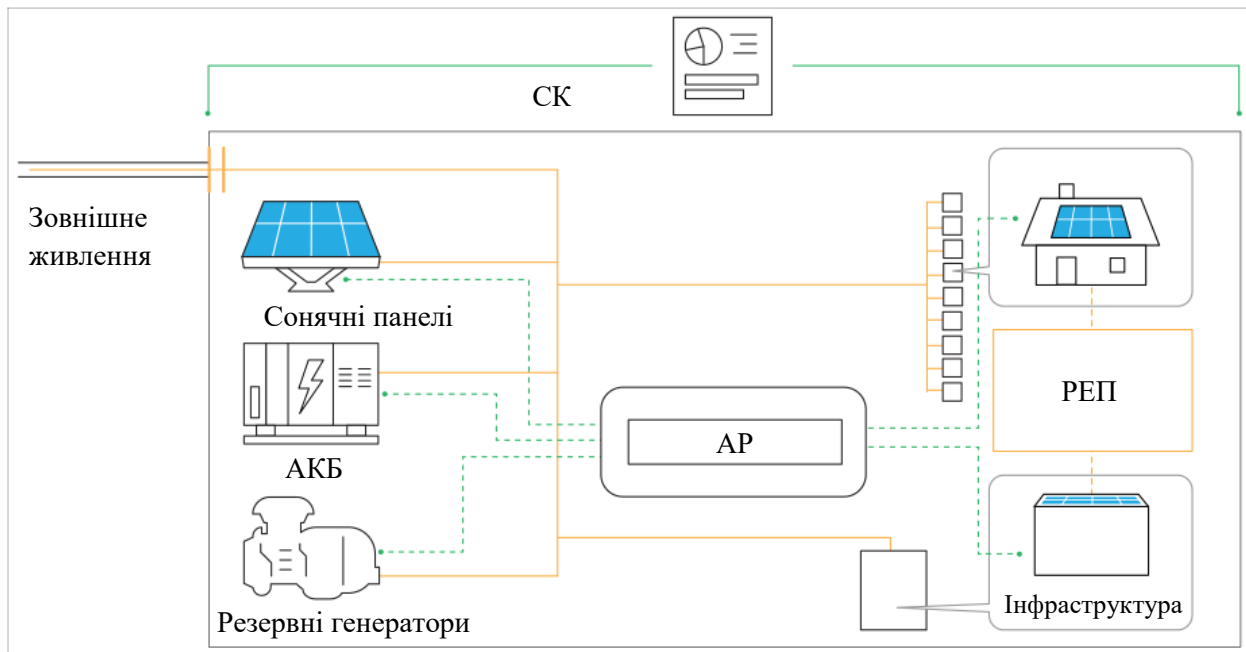 СК
Зовнішне
живлення
Сонячні панелі
АКБ
АР
РЕП
Резервні генератори
Інфраструктура